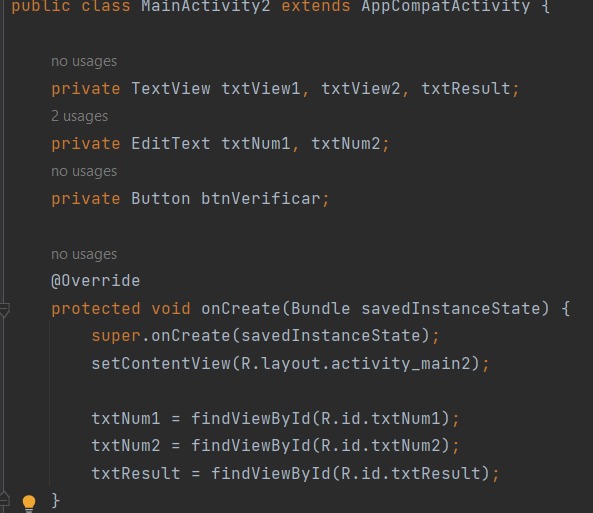 public class MainActivity2 extends AppCompatActivity {
no usages
private TextView txtView1, txtView2, txtResult;
2 usages
private EditText txtNum1, txtNum2;
no usages
private Button btnVerificar;
no usages
@Override
protected void onCreate(Bundle savedInstanceState) {
super.onCreate(savedInstanceState);
setContentView(R.layout.activity_main2);
txtNum1 = findViewById(R.id.txtNum1);
txtNum2 = findViewById(R.id.txtNum2);
txtResult = findViewById(R.id.txtResult);
}